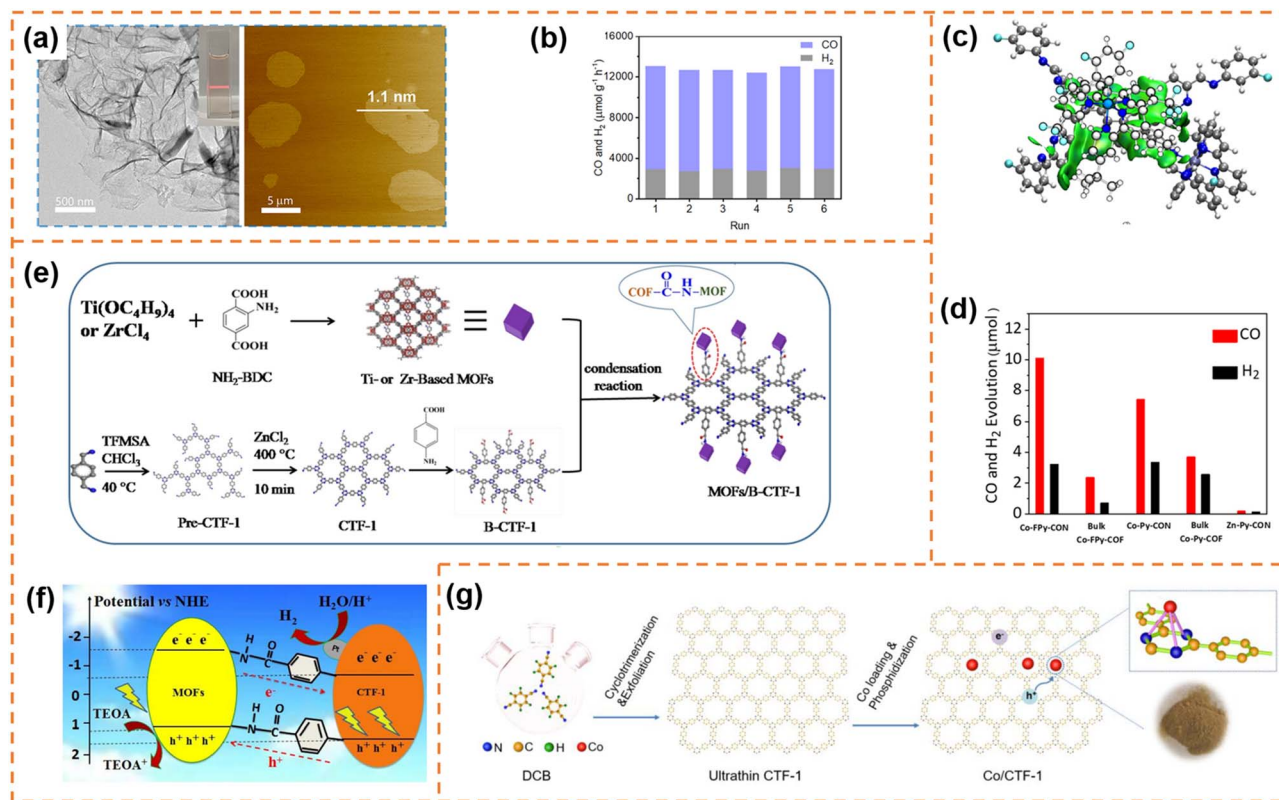 (a)
500 nm
1.1 nm
5 μm
(b)
CO and H2 (μmol g-1 h-1)
16000
12000
8000
4000
0
CO
H2
1 2 3 4 5 6
Run
(c)
(d)
CO and H2 Evolution (μmol)
12
10
8
6
4
2
0
CO
H2
Co-FPy-CON
Bulk
Co-FPy-COF
Co-Py-CON
Bulk
Co-Py-COF
Zn-Py-CON
(e)
Ti(OC4H9)4
or ZrCl4
+
COOH
NH2
COOH
NH2-BDC
Ti- or Zr-Based MOFs
COF-C-N-MOF
O
H
condensation
reaction
TFMSA
CHCl3
40 °C
Pre-CTF-1
ZnCl2
400 °C
10 min
CTF-1
COOH
NH2
B-CTF-1
MOFs/B-CTF-1
(f)
Potential vs NHE
-2
-1
0
1
2
H2O/H+
H2
Pt
e- e- e-
MOFs
h+ h+ h+
H
N
C
O
e-
H
N
C
O
h+
e- e- e-
CTF-1
h+ h+ h+
TEOA
TEOA+
(g)
N C H Co
DCB
Cyclotrimerization
&Exfoliation
Ultrathin CTF-1
Co loading &
Phosphidization
e-
h+
Co/CTF-1